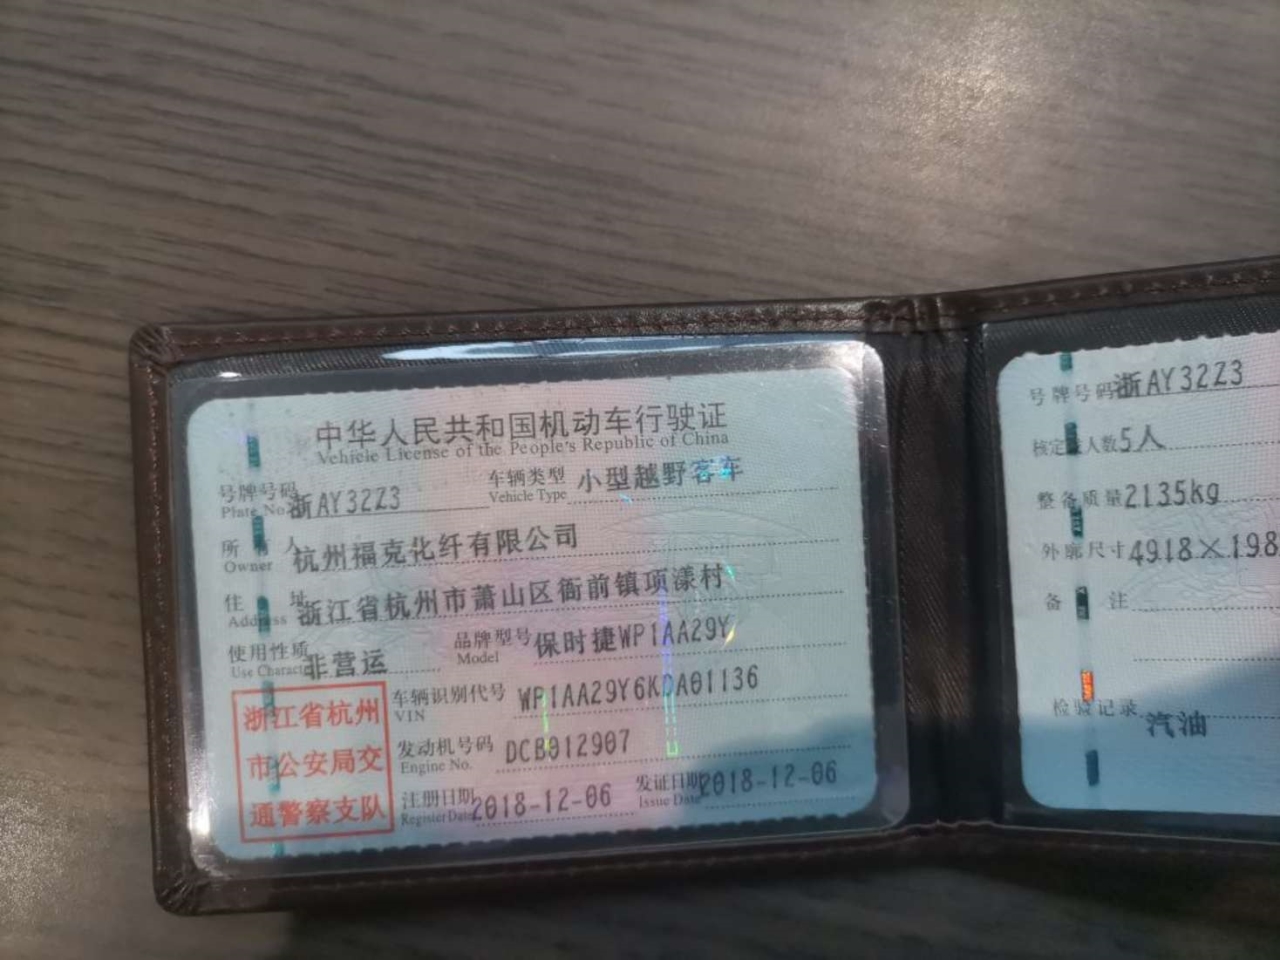 中华人民共和国机动车行驶证
Vehicle License of the People's Republic of China
号牌号码 浙AY32Z3 车辆类型 小型越野客车
Plate No. Vehicle Type
所有人 杭州福克化纤有限公司
Owner
住址 浙江省杭州市萧山区衙前镇项漾村
Address
使用性质 非营运 品牌型号 保时捷WP1AA29Y
Use Character Model
浙江省杭州
市公安局交
通警察支队
车辆识别代号 WP1AA29Y6KDA01136
VIN
发动机号码 DCB012907
Engine No.
注册日期 2018-12-06 发证日期 2018-12-06
Register Date Issue Date
号牌号码 浙AY32Z3
核定载人数 5人
整备质量 2135kg
外廓尺寸 4918×198
备注
检验记录
汽油